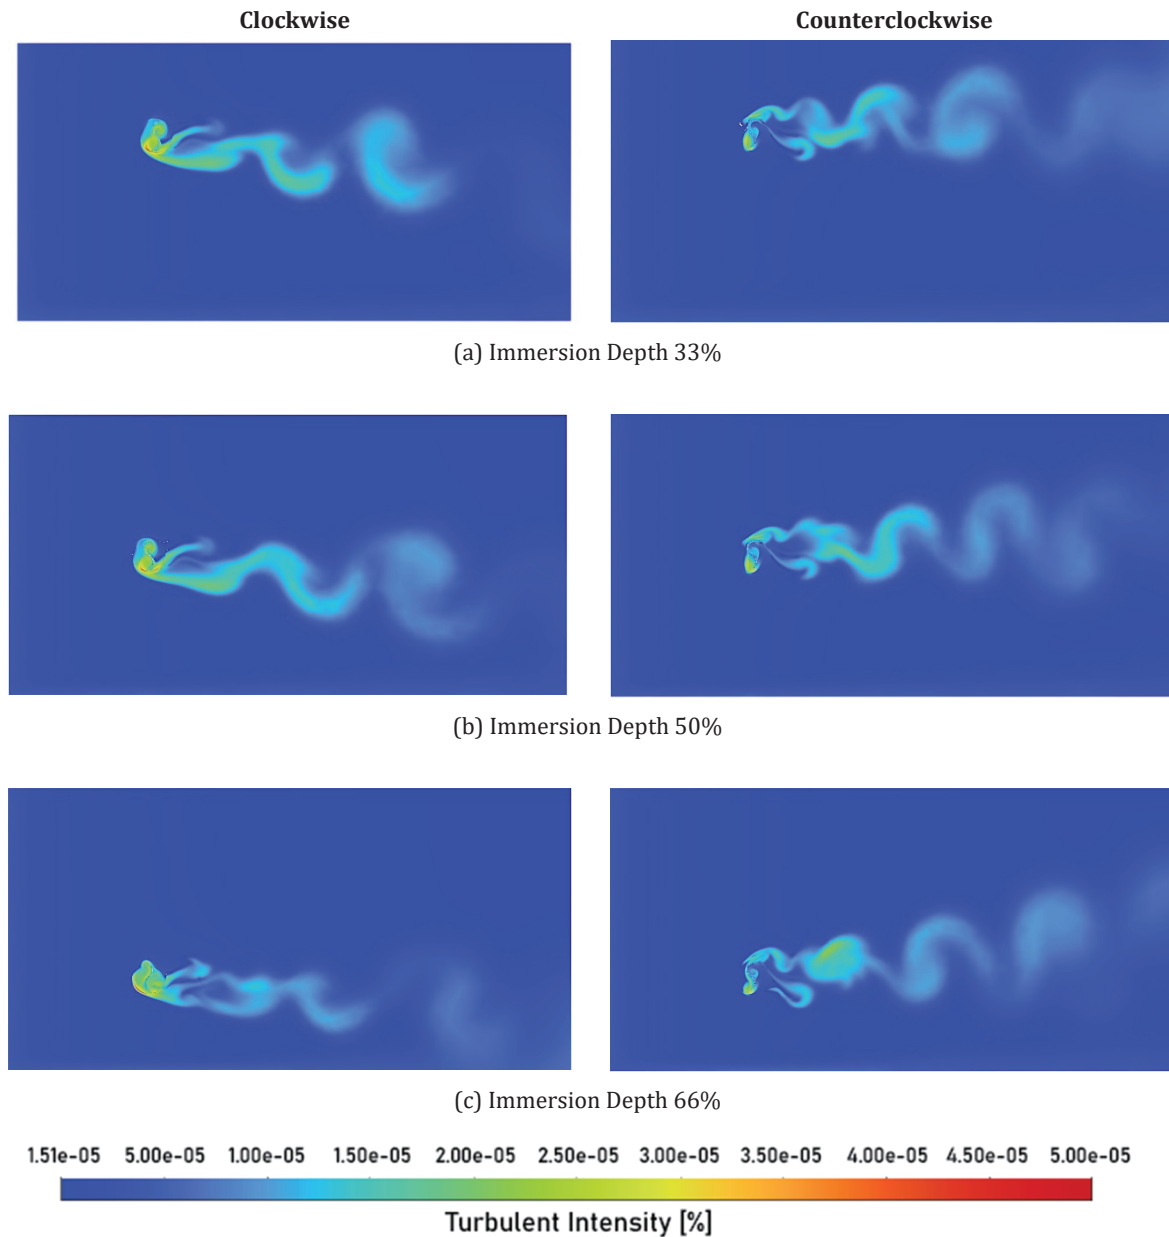 Clockwise Counterclockwise
(a) Immersion Depth 33%
(b) Immersion Depth 50%
(c) Immersion Depth 66%
1.51e-05 5.00e-05 1.00e-05 1.50e-05 2.00e-05 2.50e-05 3.00e-05 3.50e-05 4.00e-05 4.50e-05 5.00e-05
Turbulent Intensity [%]